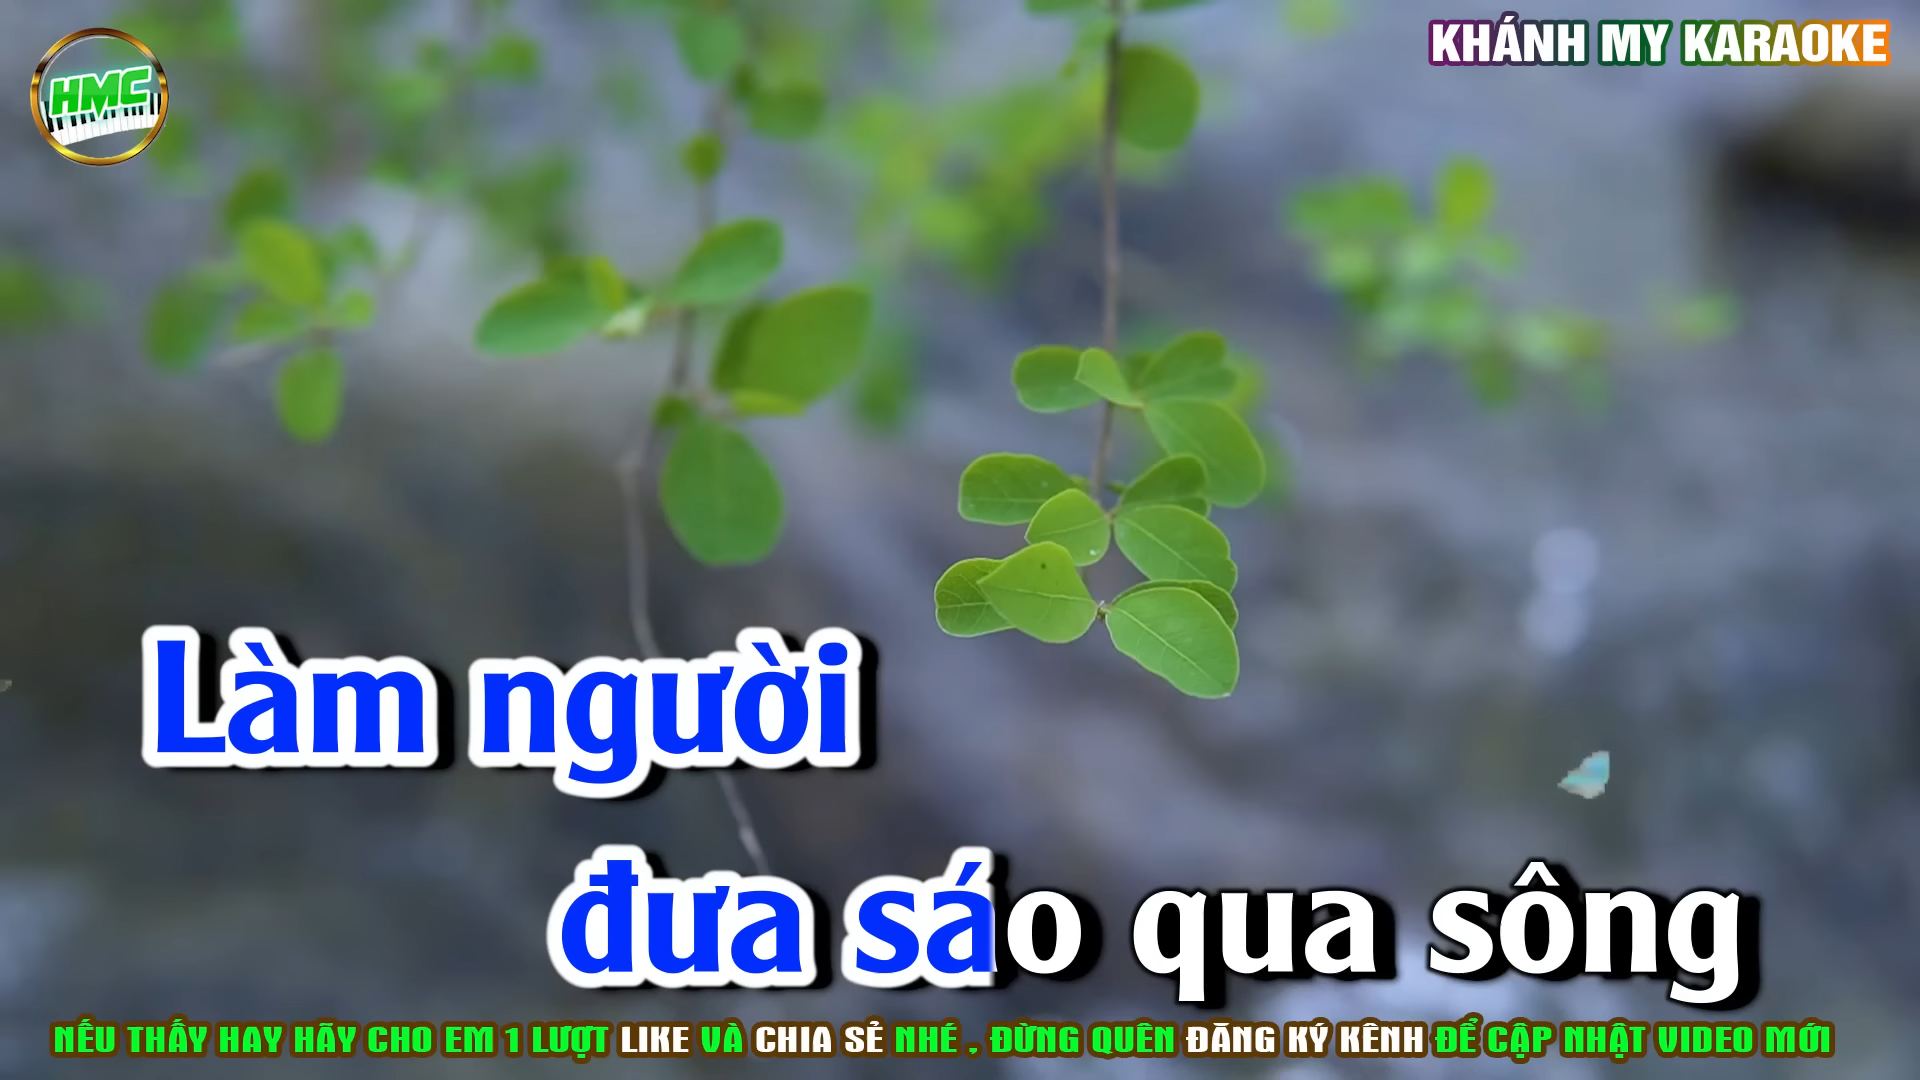 KHÁNH MY KARAOKE
HMC
Làm người
đưa sáo qua sông
NẾU THẤY HAY HÃY CHO EM 1 LƯỢT LIKE VÀ CHIA SẺ NHÉ , ĐỪNG QUÊN ĐĂNG KÝ KÊNH ĐỂ CẬP NHẬT VIDEO MỚI